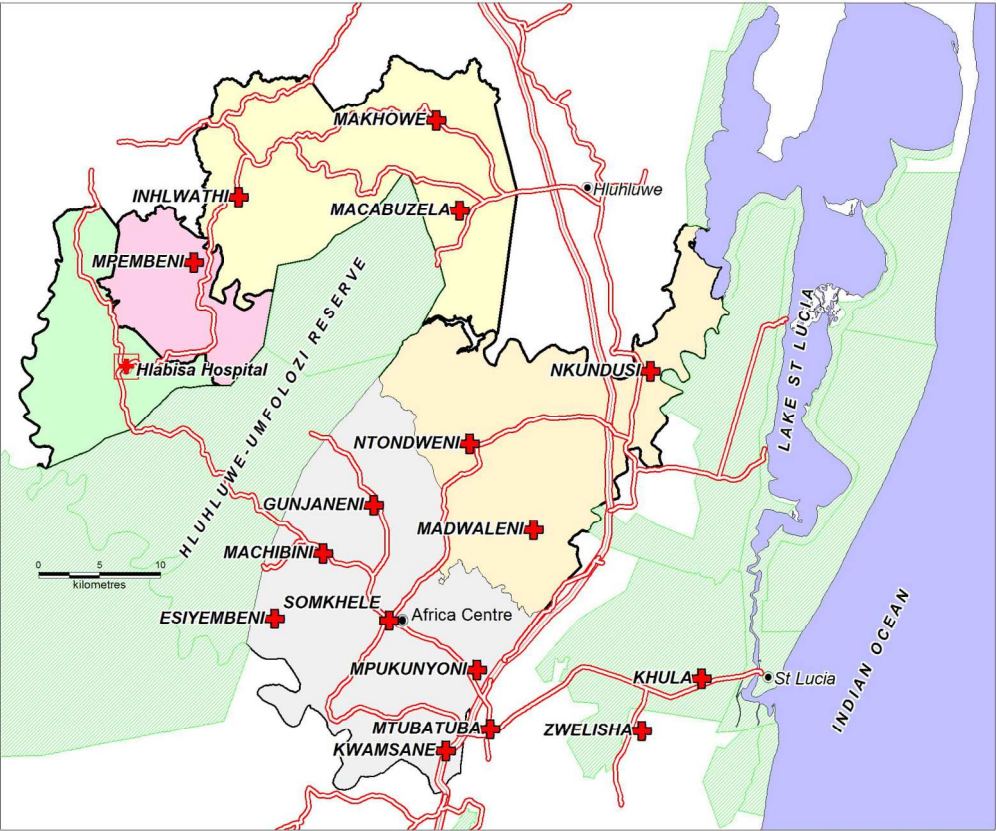 MAKHOWE
Hluhluwe
INHLWATHI
MACABUZELA
MPEMBENI
HLUHLUWE-UMFOLOZI RESERVE
LAKE ST LUCIA
Hlabisa Hospital
NKUNDUSI
NTONDWENI
GUNJANENI
MADWALENI
MACHIBINI
0 5 10
kilometres
SOMKHELE
Africa Centre
ESIYEMBENI
INDIAN OCEAN
MPUKUNYONI
KHULA
St Lucia
MTUBATUBA
ZWELISHA
KWAMSANE